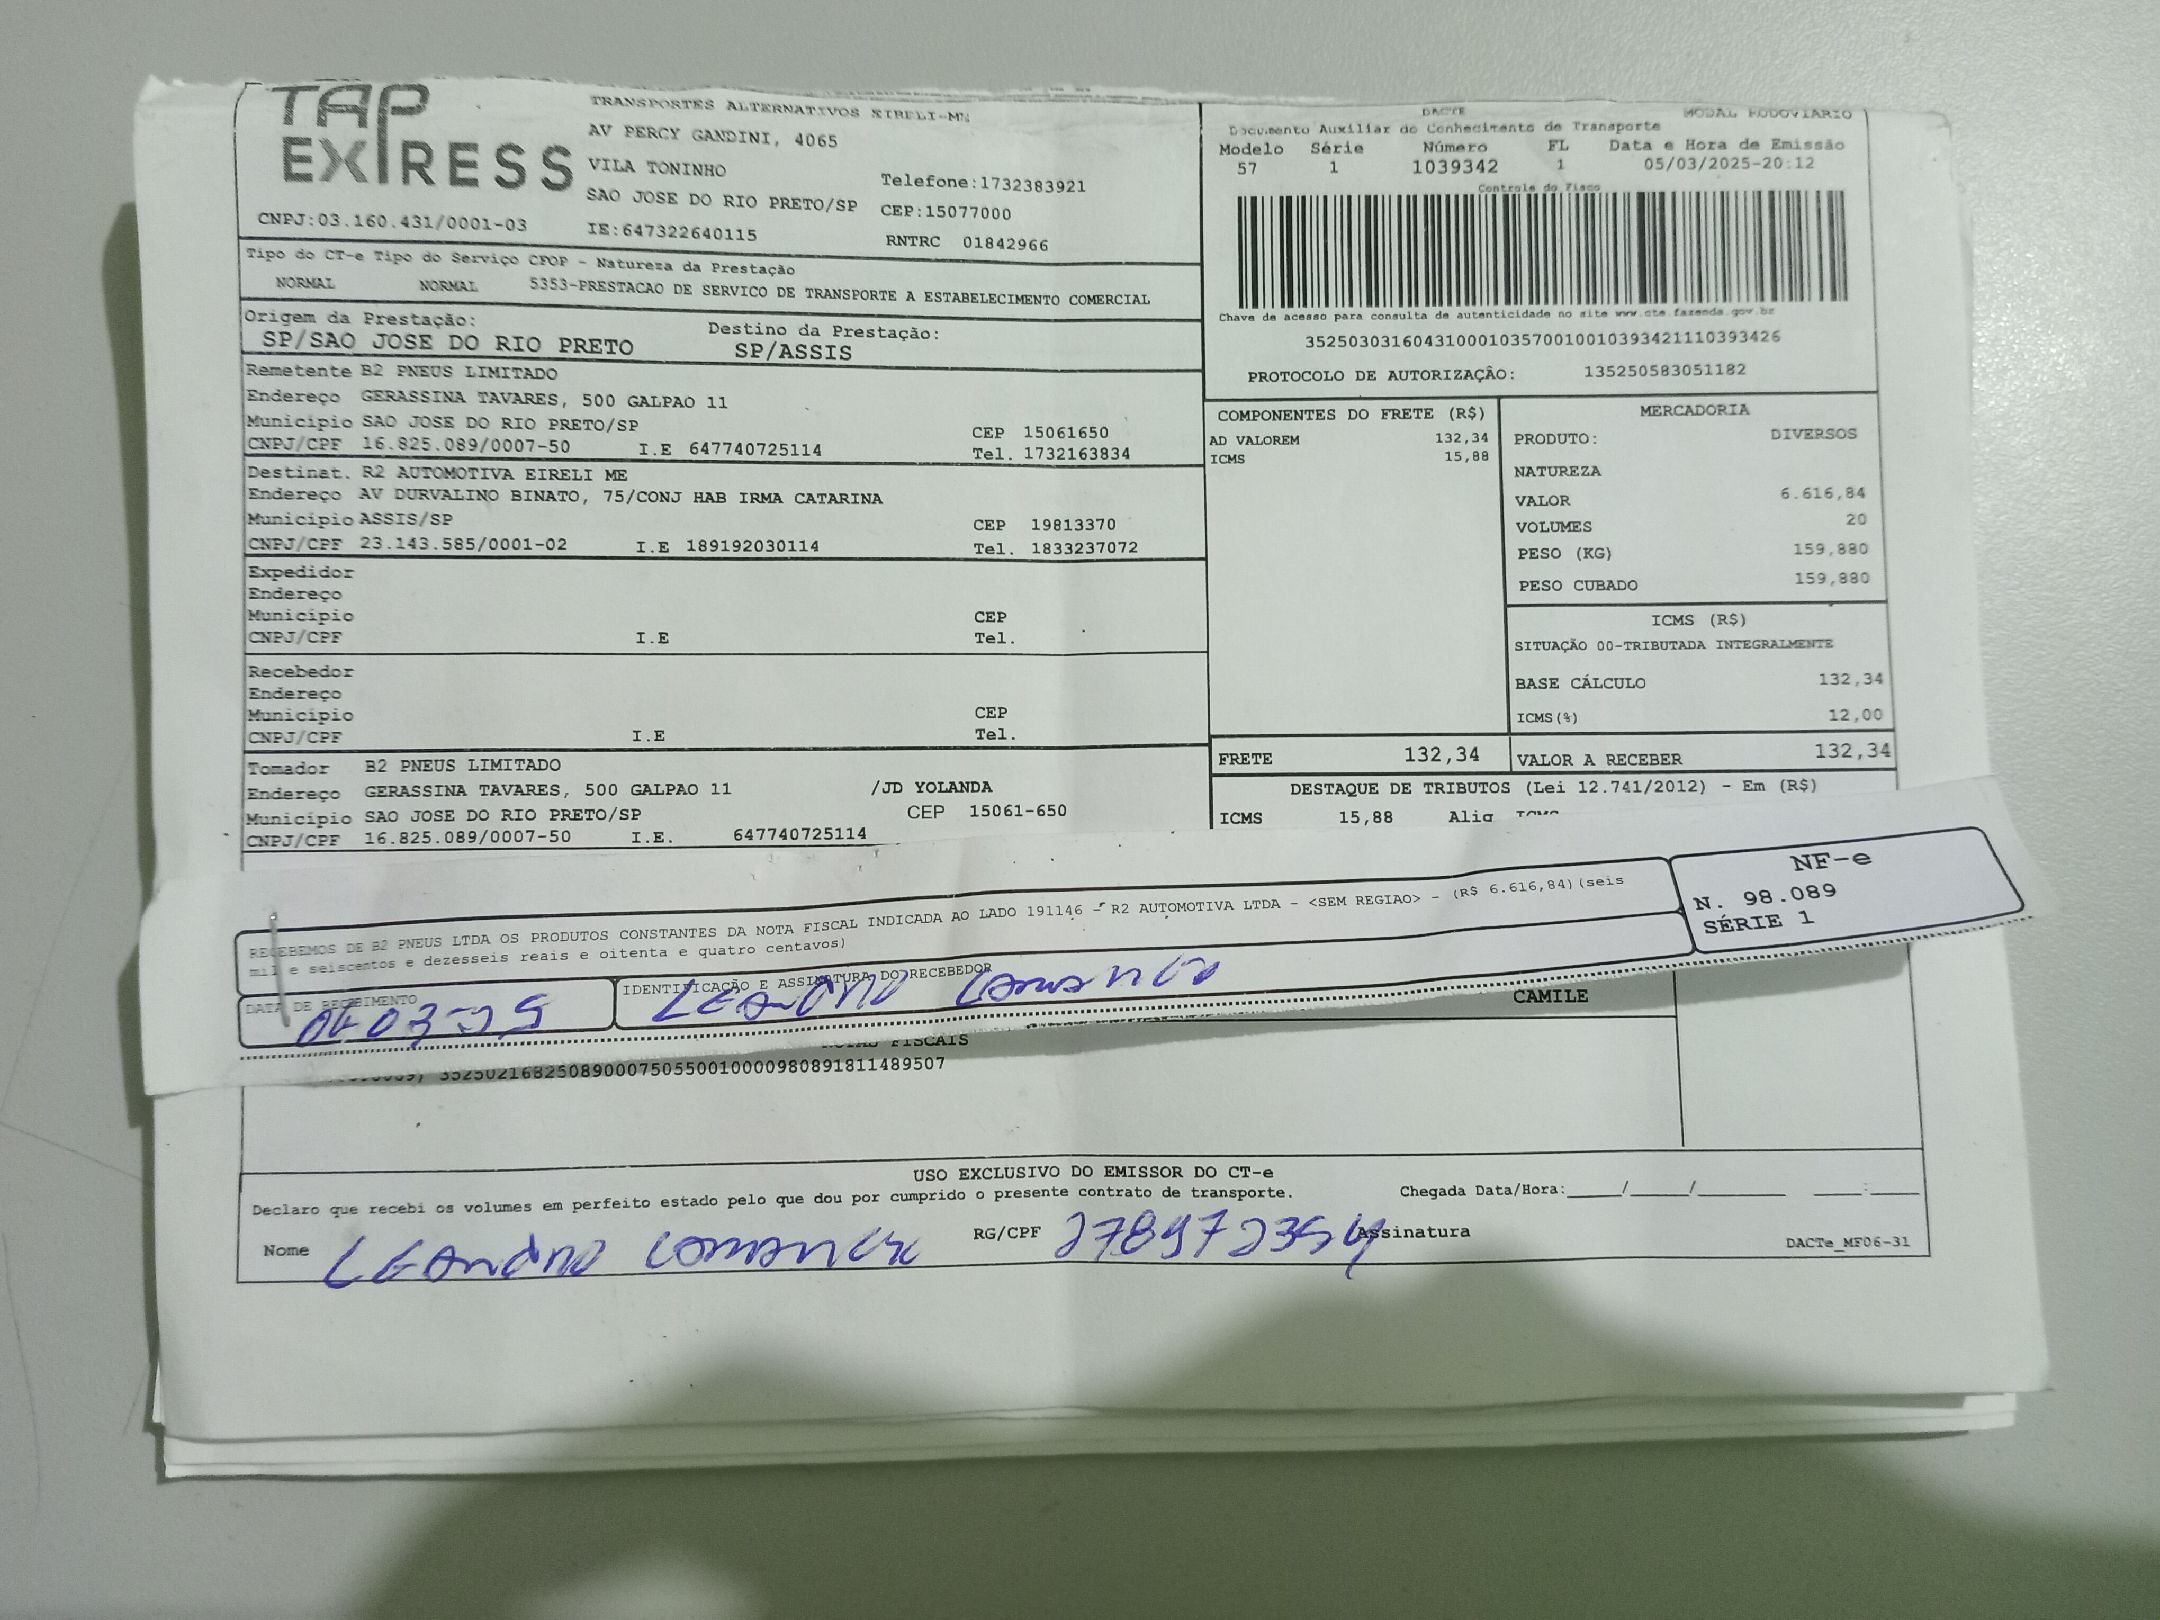 TAP EXPRESS
TRANSPORTES ALTERNATIVOS EIRELI-ME
AV PERCY GANDINI, 4065
VILA TONINHO
Telefone:1732383921
SAO JOSE DO RIO PRETO/SP CEP:15077000
CNPJ:03.160.431/0001-03 IE:647322640115 RNTRC 01842966
DACTE MODAL RODOVIARIO
Documento Auxiliar do Conhecimento de Transporte
Modelo Série Número FL Data e Hora de Emissão
57 1 1039342 1 05/03/2025-20:12
Controle do Fisco
Chave de acesso para consulta de autenticidade no site www.cte.fazenda.gov.br
35250303160431000103570010010393421110393426
PROTOCOLO DE AUTORIZAÇÂO: 135250583051182
Tipo do CT-e Tipo do Serviço CFOP - Natureza da Prestação
NORMAL NORMAL 5353-PRESTACAO DE SERVICO DE TRANSPORTE A ESTABELECIMENTO COMERCIAL
Origem da Prestação: Destino da Prestação:
SP/SAO JOSE DO RIO PRETO SP/ASSIS
Remetente B2 PNEUS LIMITADO
Endereço GERASSINA TAVARES, 500 GALPAO 11
Município SAO JOSE DO RIO PRETO/SP CEP 15061650
CNPJ/CPF 16.825.089/0007-50 I.E 647740725114 Tel. 1732163834
Destinat. R2 AUTOMOTIVA EIRELI ME
Endereço AV DURVALINO BINATO, 75/CONJ HAB IRMA CATARINA
Município ASSIS/SP CEP 19813370
CNPJ/CPF 23.143.585/0001-02 I.E 189192030114 Tel. 1833237072
Expedidor
Endereço
Município CEP
CNPJ/CPF I.E Tel.
Recebedor
Endereço
Município CEP
CNPJ/CPF I.E Tel.
Tomador B2 PNEUS LIMITADO
Endereço GERASSINA TAVARES, 500 GALPAO 11 /JD YOLANDA
Município SAO JOSE DO RIO PRETO/SP CEP 15061-650
CNPJ/CPF 16.825.089/0007-50 I.E. 647740725114
COMPONENTES DO FRETE (R$)
AD VALOREM 132,34
ICMS 15,88
MERCADORIA
PRODUTO: DIVERSOS
NATUREZA
VALOR 6.616,84
VOLUMES 20
PESO (KG) 159,880
PESO CUBADO 159,880
ICMS (R$)
SITUAÇÃO 00-TRIBUTADA INTEGRALMENTE
BASE CÁLCULO 132,34
ICMS(%) 12,00
FRETE 132,34 VALOR A RECEBER 132,34
DESTAQUE DE TRIBUTOS (Lei 12.741/2012) - Em (R$)
ICMS 15,88 Aliq
RECEBEMOS DE B2 PNEUS LTDA OS PRODUTOS CONSTANTES DA NOTA FISCAL INDICADA AO LADO 191146 - R2 AUTOMOTIVA LTDA - <SEM REGIAO> - (R$ 6.616,84)(seis
mil e seiscentos e dezesseis reais e oitenta e quatro centavos)
NF-e
N. 98.089
SÉRIE 1
DATA DE RECEBIMENTO IDENTIFICAÇÃO E ASSINATURA DO RECEBEDOR
LEANDRO
CAMILE
FISCAIS
35250216825089000750550010000980891811489507
USO EXCLUSIVO DO EMISSOR DO CT-e
Declaro que recebi os volumes em perfeito estado pelo que dou por cumprido o presente contrato de transporte. Chegada Data/Hora:____/____/______ ___:___
Nome LEANDRO RG/CPF Assinatura
DACTe_MF06-31